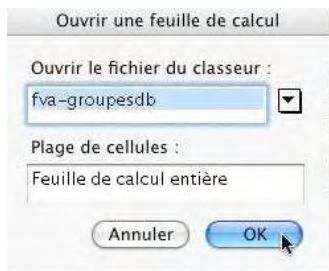 Ouvrir une feuille de calcul
Ouvrir le fichier du classeur :
fva-groupesdb
Plage de cellules :
Feuille de calcul entière
Annuler
OK